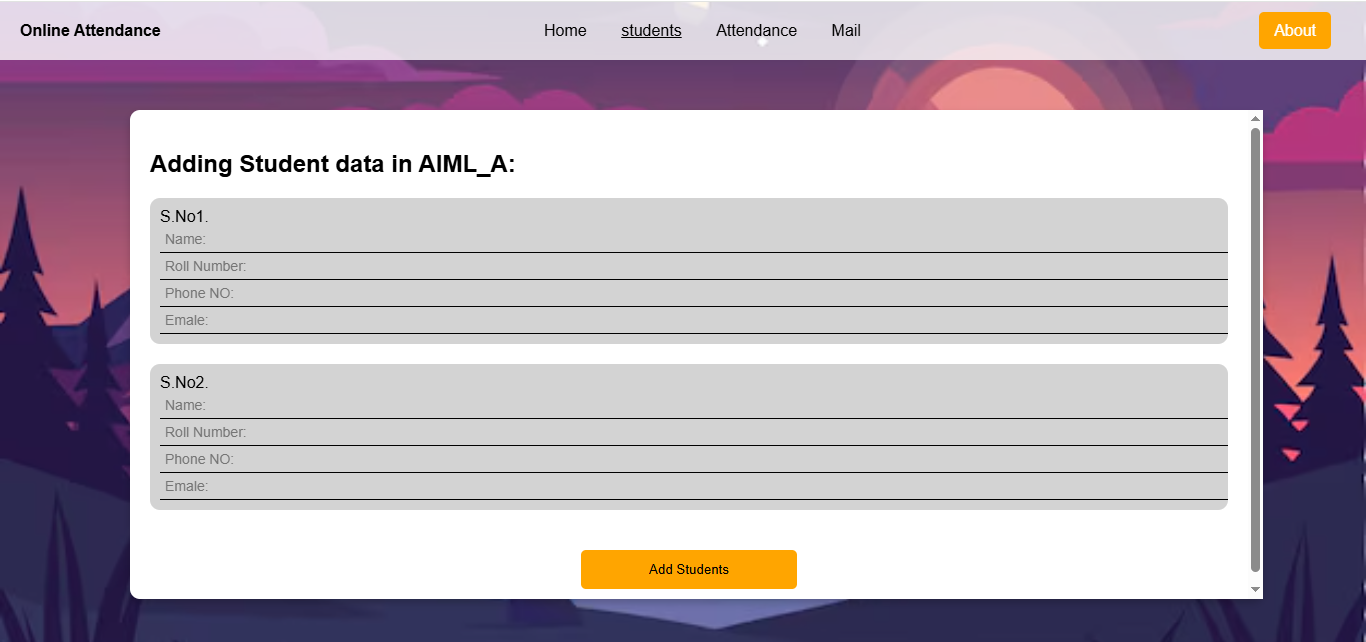 Online Attendance Home students Attendance Mail About
Adding Student data in AIML_A:
S.No1.
Name:
Roll Number:
Phone NO:
Emale:
S.No2.
Name:
Roll Number:
Phone NO:
Emale:
Add Students